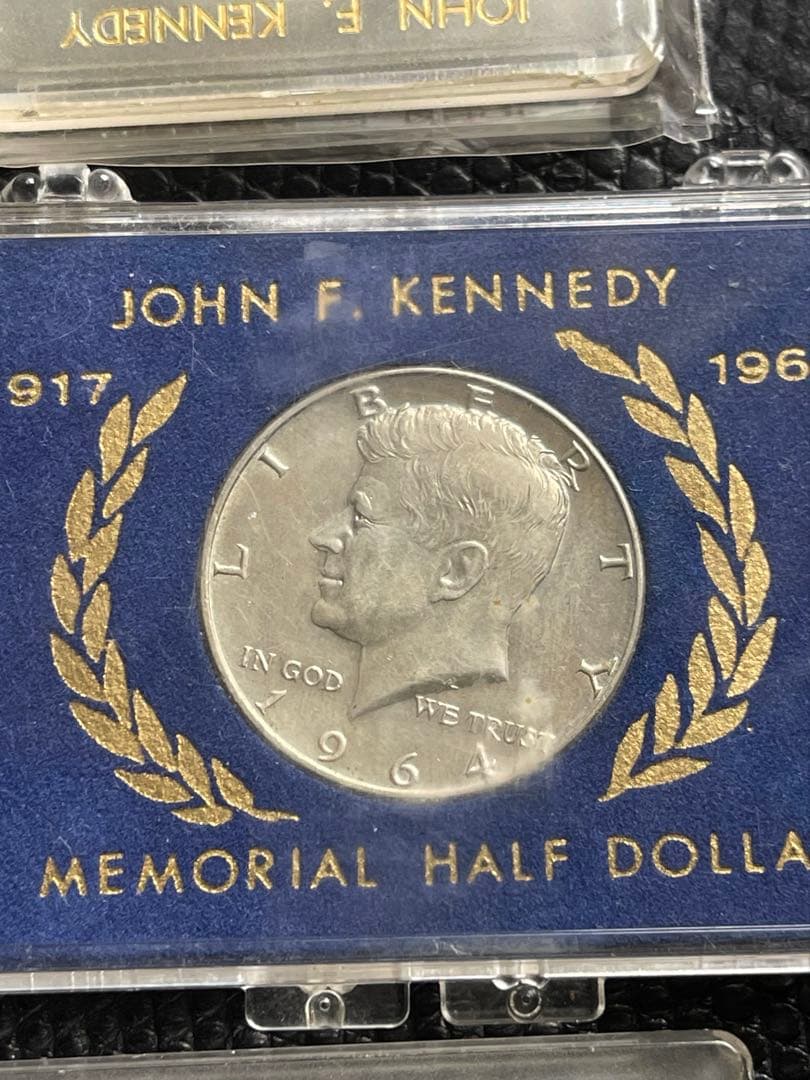 JOHN F. KENNEDY
JOHN F. KENNEDY
917 196
LIBERTY
IN GOD WE TRUST
1964
MEMORIAL HALF DOLLA